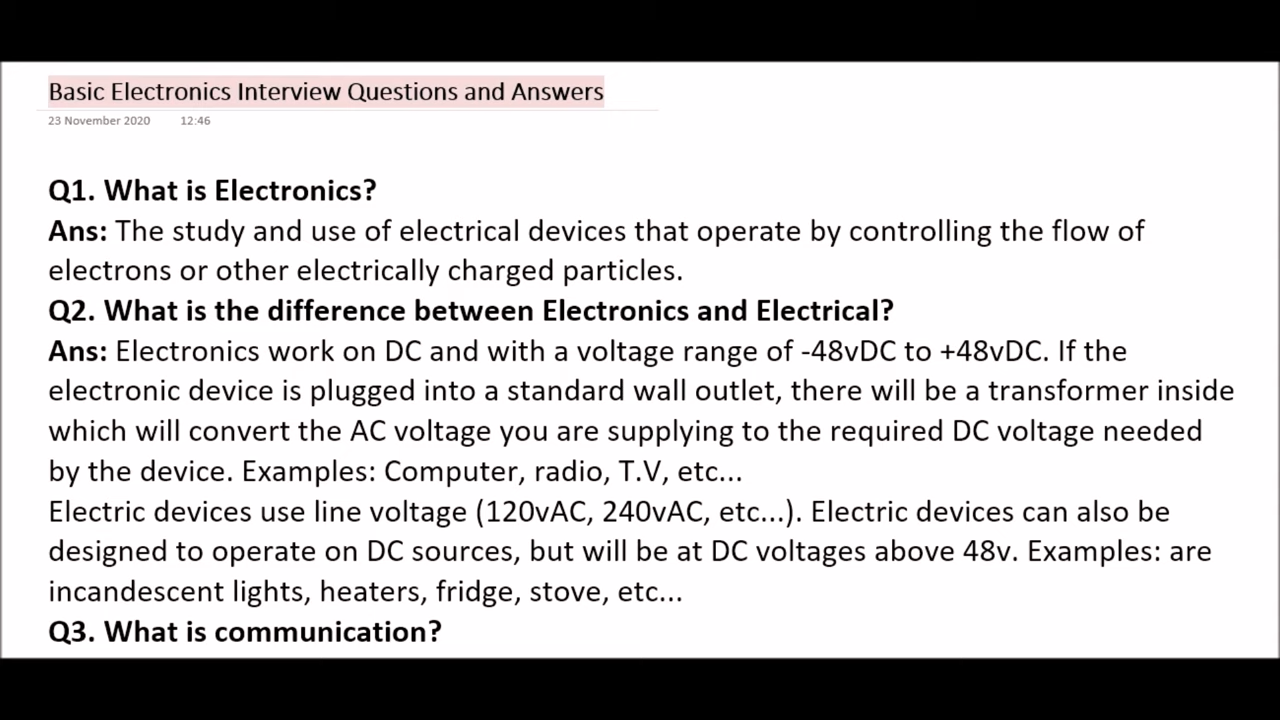 Basic Electronics Interview Questions and Answers
23 November 2020 12:46
Q1. What is Electronics?
Ans: The study and use of electrical devices that operate by controlling the flow of
electrons or other electrically charged particles.
Q2. What is the difference between Electronics and Electrical?
Ans: Electronics work on DC and with a voltage range of -48vDC to +48vDC. If the
electronic device is plugged into a standard wall outlet, there will be a transformer inside
which will convert the AC voltage you are supplying to the required DC voltage needed
by the device. Examples: Computer, radio, T.V, etc...
Electric devices use line voltage (120vAC, 240vAC, etc...). Electric devices can also be
designed to operate on DC sources, but will be at DC voltages above 48v. Examples: are
incandescent lights, heaters, fridge, stove, etc...
Q3. What is communication?